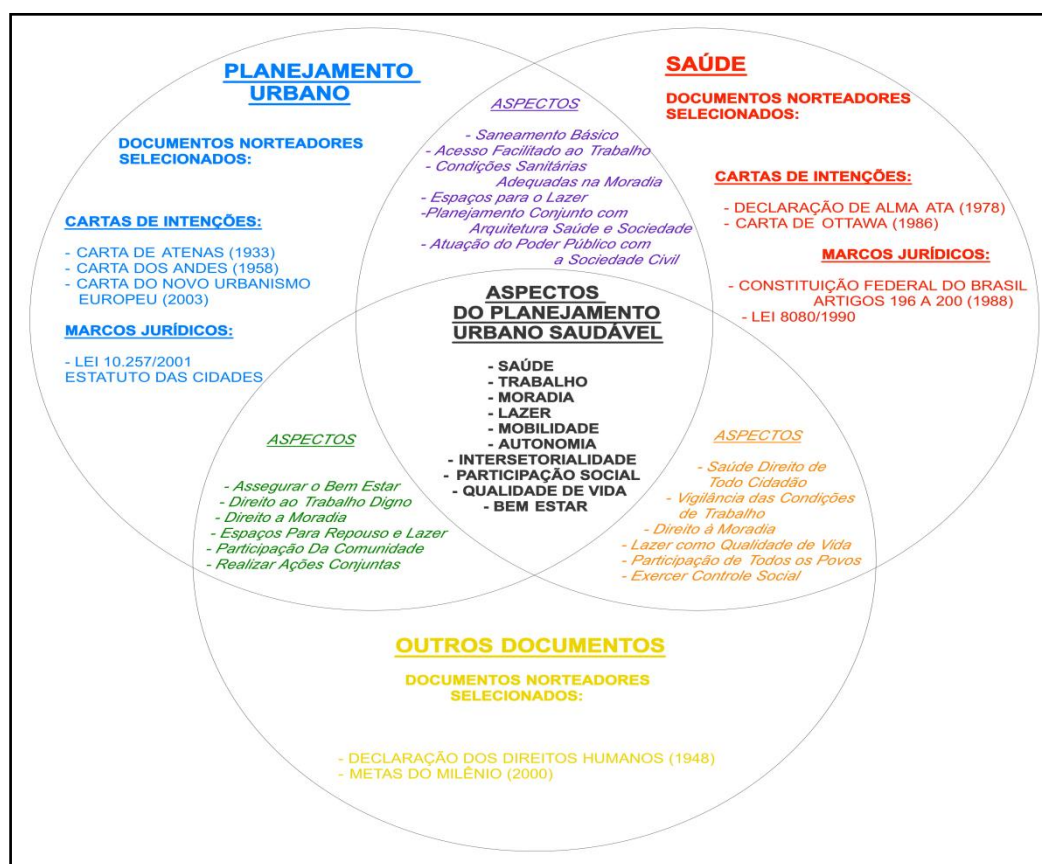 PLANEJAMENTO
URBANO
DOCUMENTOS NORTEADORES
SELECIONADOS:
CARTAS DE INTENÇÕES:
- CARTA DE ATENAS (1933)
- CARTA DOS ANDES (1958)
- CARTA DO NOVO URBANISMO
EUROPEU (2003)
MARCOS JURÍDICOS:
- LEI 10.257/2001
ESTATUTO DAS CIDADES
ASPECTOS
- Saneamento Básico
- Acesso Facilitado ao Trabalho
- Condições Sanitárias
Adequadas na Moradia
- Espaços para o Lazer
-Planejamento Conjunto com
Arquitetura Saúde e Sociedade
- Atuação do Poder Público com
a Sociedade Civil
SAÚDE
DOCUMENTOS NORTEADORES
SELECIONADOS:
CARTAS DE INTENÇÕES:
- DECLARAÇÃO DE ALMA ATA (1978)
- CARTA DE OTTAWA (1986)
MARCOS JURÍDICOS:
- CONSTITUIÇÃO FEDERAL DO BRASIL
ARTIGOS 196 A 200 (1988)
- LEI 8080/1990
ASPECTOS
DO PLANEJAMENTO
URBANO SAUDÁVEL
- SAÚDE
- TRABALHO
- MORADIA
- LAZER
- MOBILIDADE
- AUTONOMIA
- INTERSETORIALIDADE
- PARTICIPAÇÃO SOCIAL
- QUALIDADE DE VIDA
- BEM ESTAR
ASPECTOS
- Assegurar o Bem Estar
- Direito ao Trabalho Digno
- Direito a Moradia
- Espaços Para Repouso e Lazer
- Participação Da Comunidade
- Realizar Ações Conjuntas
ASPECTOS
- Saúde Direito de
Todo Cidadão
- Vigilância das Condições
de Trabalho
- Direito à Moradia
- Lazer como Qualidade de Vida
- Participação de Todos os Povos
- Exercer Controle Social
OUTROS DOCUMENTOS
DOCUMENTOS NORTEADORES
SELECIONADOS:
- DECLARAÇÃO DOS DIREITOS HUMANOS (1948)
- METAS DO MILÊNIO (2000)